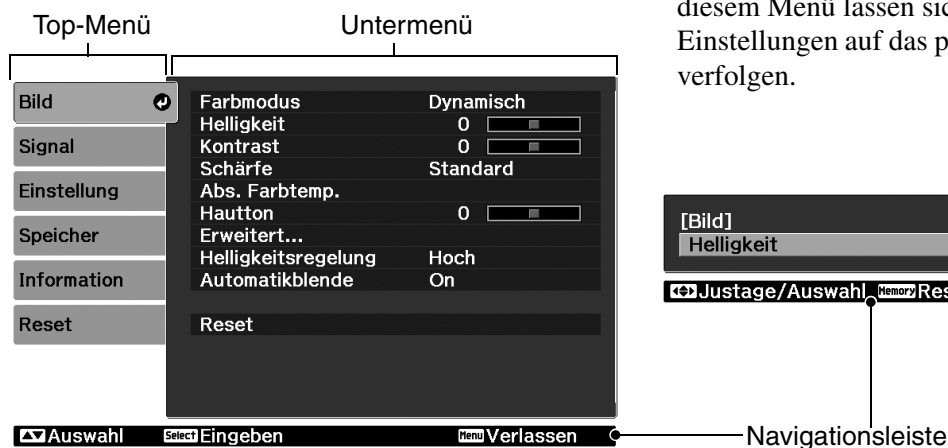 Top-Menü
Untermenü
Bild
Signal
Einstellung
Speicher
Information
Reset
Farbmodus Dynamisch
Helligkeit 0
Kontrast 0
Schärfe Standard
Abs. Farbtemp.
Hautton 0
Erweitert...
Helligkeitsregelung Hoch
Automatikblende On
Reset
Auswahl Select Eingeben Menu Verlassen
diesem Menü lassen
Einstellungen auf das
verfolgen.
[Bild]
Helligkeit
Justage/Auswahl Memory
Navigationsleiste